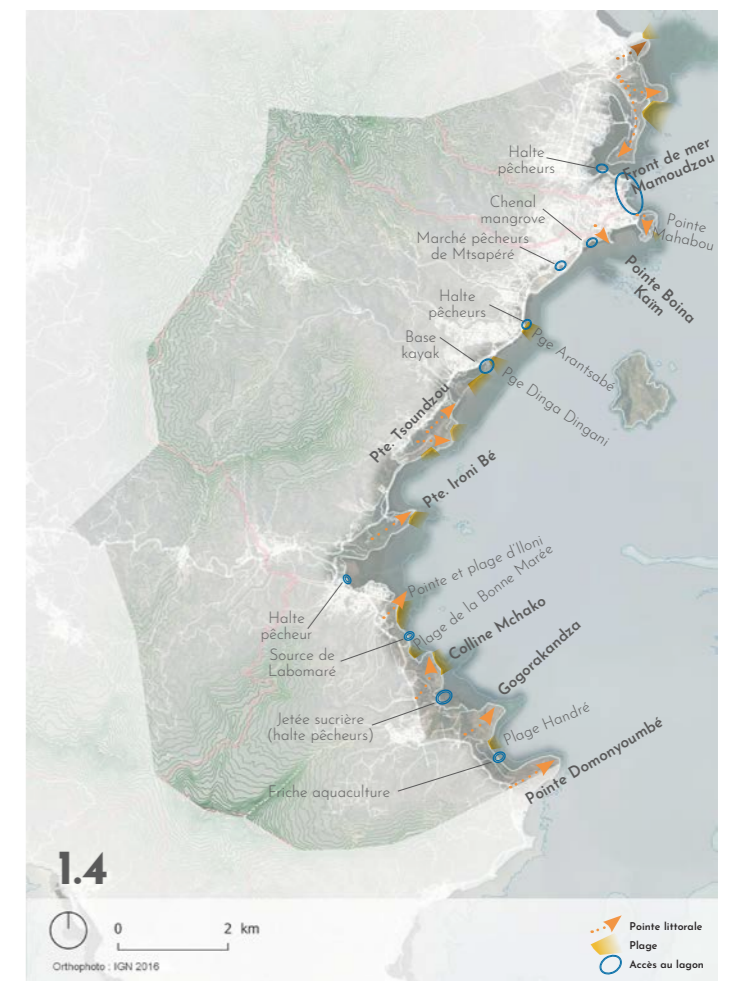 Halte
pêcheurs
Front de mer
Mamoudzou
Chenal
mangrove
Pointe
Mahabou
Marché pêcheurs
de Mtsapéré
Pointe Boina
Kaïm
Halte
pêcheurs
Pge Arantsabé
Base
kayak
Pge Dinga Dingani
Pte. Tsoundzou
Pte. Ironi Bé
Pointe et plage d'Iloni
Plage de la Bonne Marée
Halte
pêcheur
Colline Mchako
Source de
Labomaré
Gogorakandza
Jetée sucrière
(halte pêcheurs)
Plage Handré
Pointe Domonyoumbé
Friche aquaculture
1.4
0 2 km
Orthophoto : IGN 2016
Pointe littorale
Plage
Accès au lagon